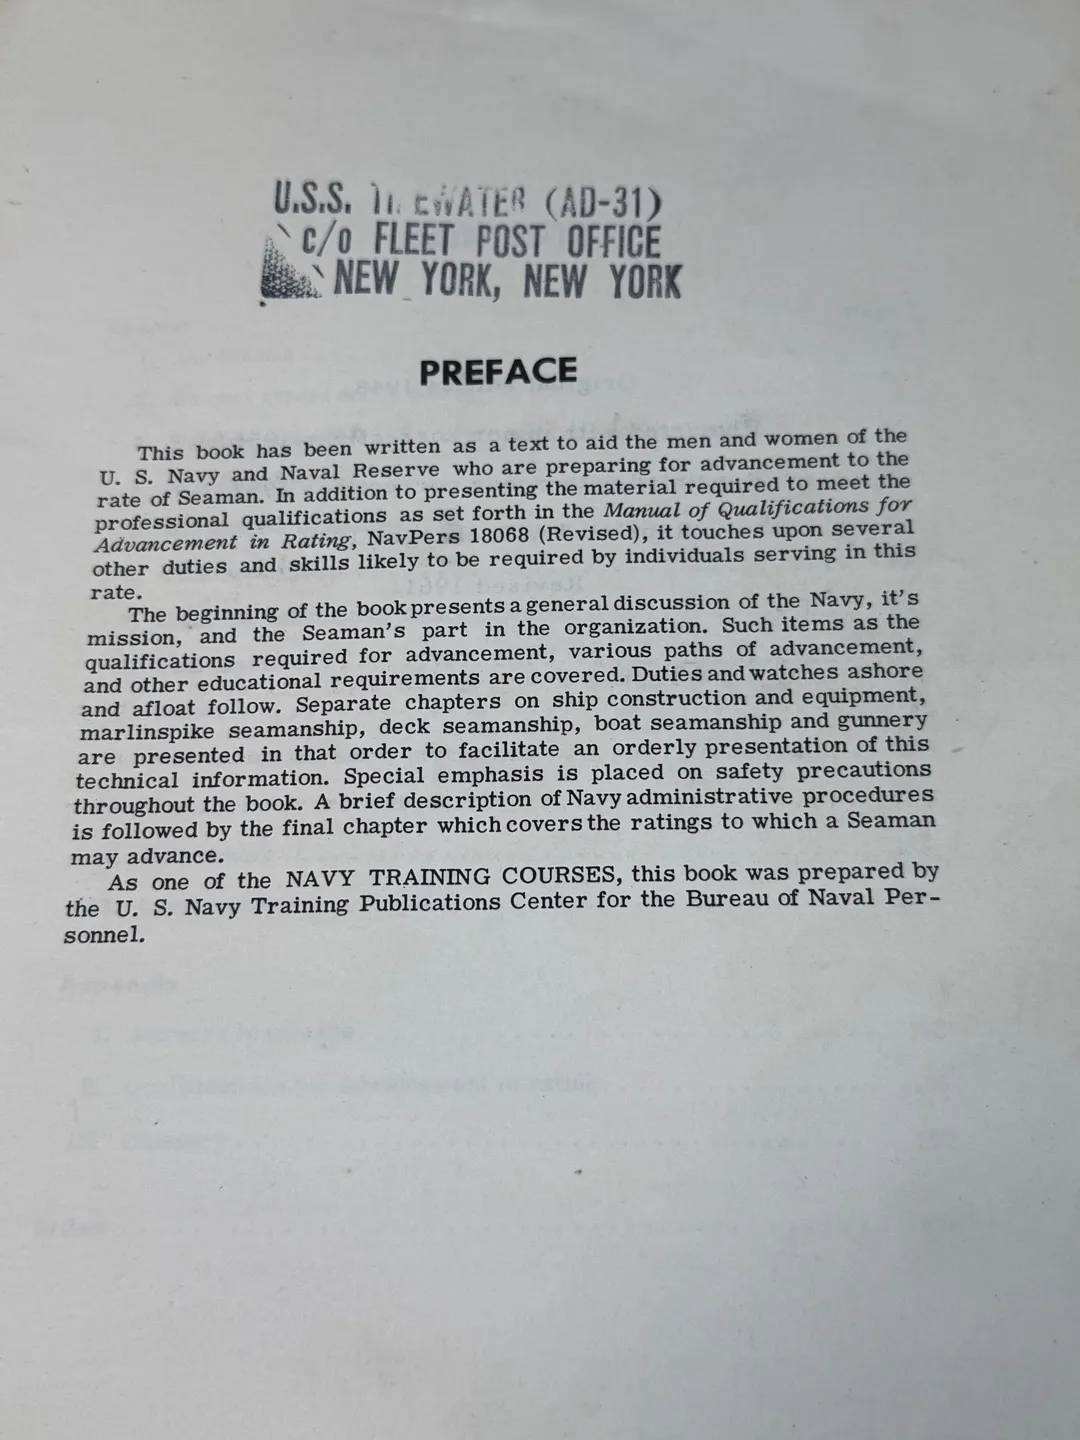 U.S.S. TIDEWATER (AD-31)
c/o FLEET POST OFFICE
NEW YORK, NEW YORK
PREFACE
This book has been written as a text to aid the men and women of the
U. S. Navy and Naval Reserve who are preparing for advancement to the
rate of Seaman. In addition to presenting the material required to meet the
professional qualifications as set forth in the Manual of Qualifications for
Advancement in Rating, NavPers 18068 (Revised), it touches upon several
other duties and skills likely to be required by individuals serving in this
rate.
The beginning of the book presents a general discussion of the Navy, it's
mission, and the Seaman's part in the organization. Such items as the
qualifications required for advancement, various paths of advancement,
and other educational requirements are covered. Duties and watches ashore
and afloat follow. Separate chapters on ship construction and equipment,
marlinspike seamanship, deck seamanship, boat seamanship and gunnery
are presented in that order to facilitate an orderly presentation of this
technical information. Special emphasis is placed on safety precautions
throughout the book. A brief description of Navy administrative procedures
is followed by the final chapter which covers the ratings to which a Seaman
may advance.
As one of the NAVY TRAINING COURSES, this book was prepared by
the U. S. Navy Training Publications Center for the Bureau of Naval Per-
sonnel.